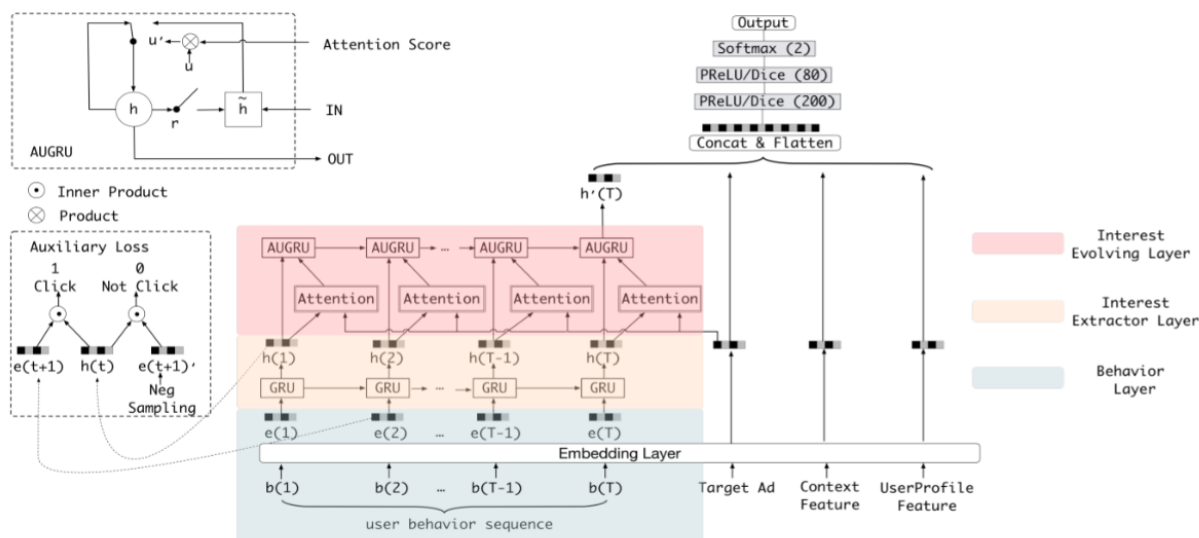 Output
Softmax (2)
PReLU/Dice (80)
PReLU/Dice (200)
Concat & Flatten
u'
u
Attention Score
h
r
h̃
IN
AUGRU
OUT
Inner Product
Product
Auxiliary Loss
1
Click
0
Not Click
e(t+1)
h(t)
e(t+1)'
Neg
Sampling
h'(T)
AUGRU AUGRU ... AUGRU AUGRU
Attention Attention Attention Attention
h(1) h(2) h(T-1) h(T)
GRU GRU ... GRU GRU
e(1) e(2) ... e(T-1) e(T)
Embedding Layer
b(1) b(2) ... b(T-1) b(T)
user behavior sequence
Target Ad
Context
Feature
UserProfile
Feature
Interest
Evolving Layer
Interest
Extractor Layer
Behavior
Layer